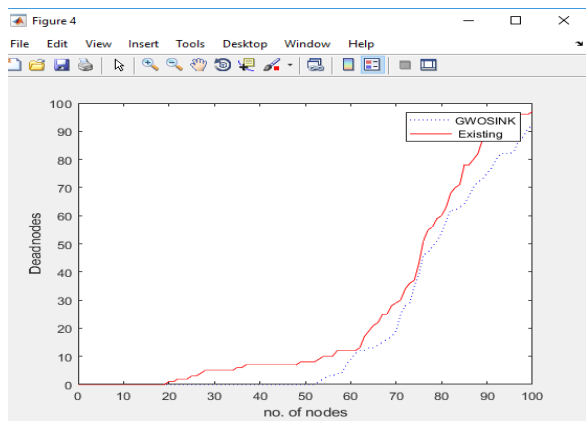 Figure 4
File Edit View Insert Tools Desktop Window Help
100
90
80
70
60
50
40
30
20
10
0
Deadnodes
GWOSINK
Existing
0 10 20 30 40 50 60 70 80 90 100
no. of nodes